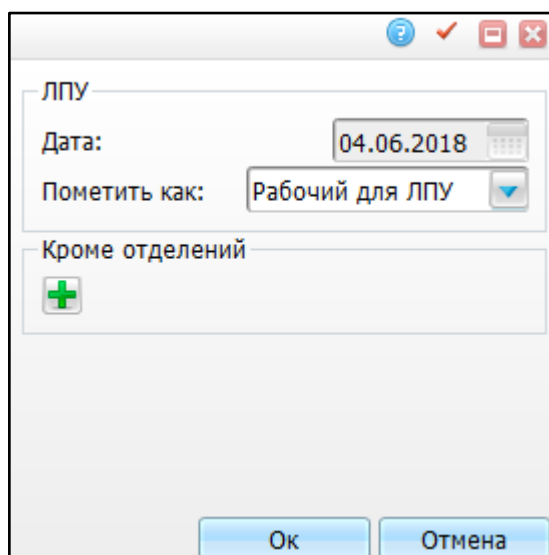 ЛПУ
Дата: 04.06.2018
Пометить как: Рабочий для ЛПУ
Кроме отделений
Ок Отмена